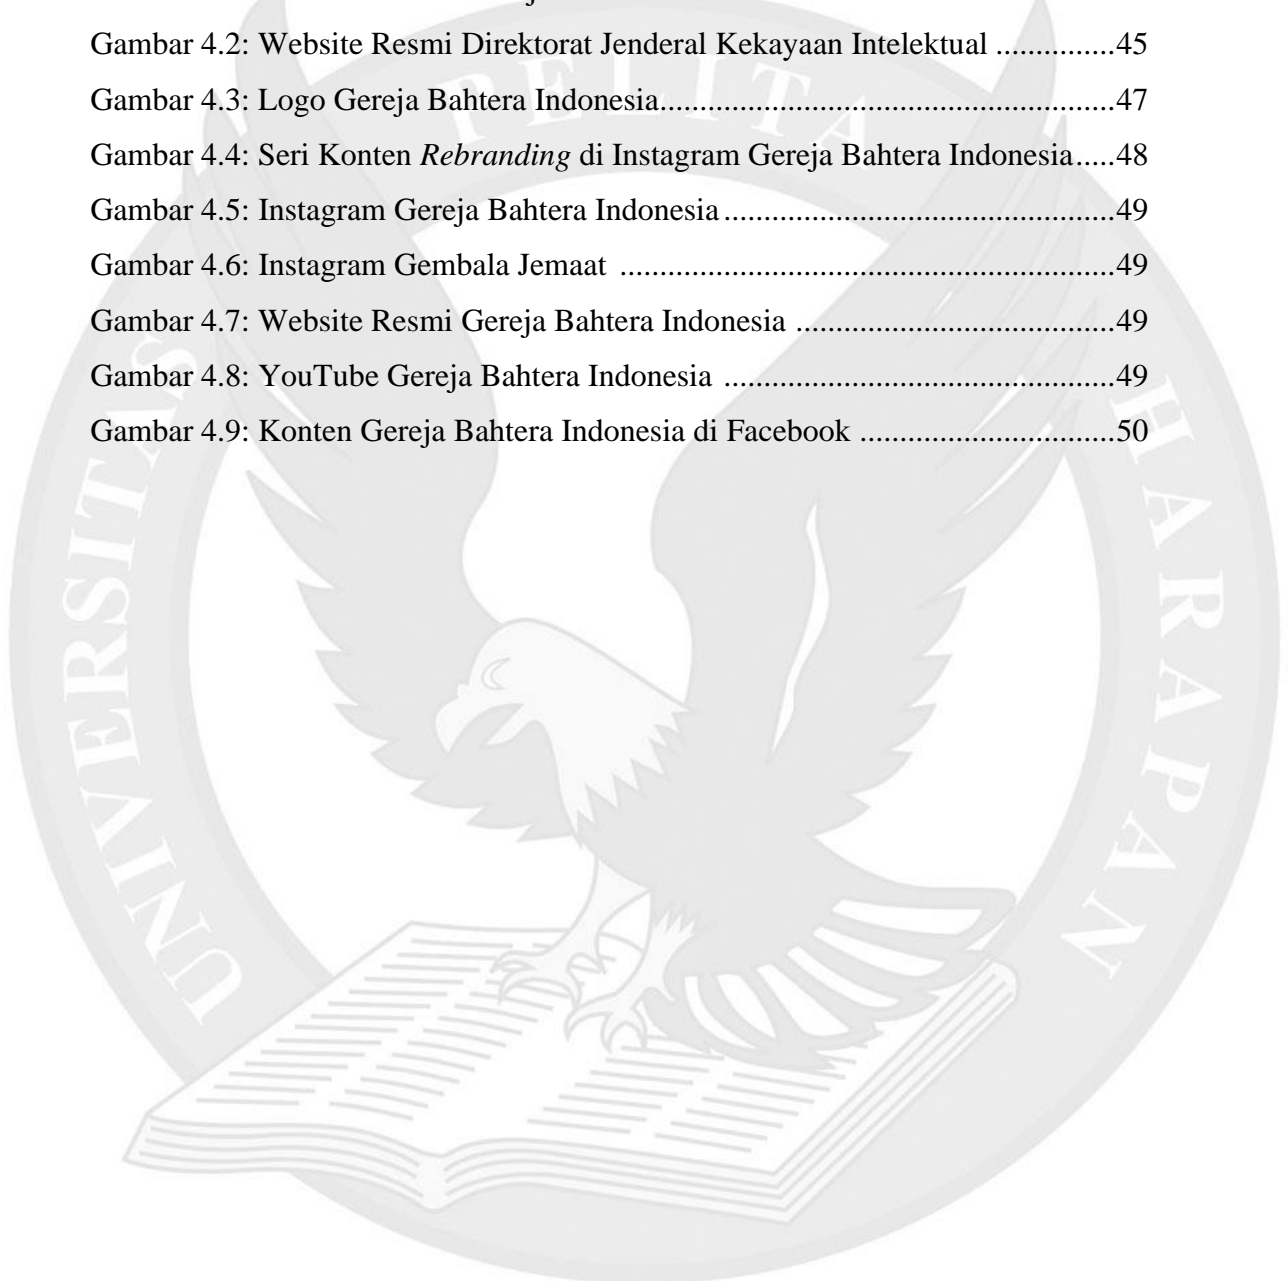 Gambar 4.2: Website Resmi Direktorat Jenderal Kekayaan Intelektual ...............45
Gambar 4.3: Logo Gereja Bahtera Indonesia.........................................................47
Gambar 4.4: Seri Konten Rebranding di Instagram Gereja Bahtera Indonesia.....48
Gambar 4.5: Instagram Gereja Bahtera Indonesia.................................................49
Gambar 4.6: Instagram Gembala Jemaat ..............................................................49
Gambar 4.7: Website Resmi Gereja Bahtera Indonesia ........................................49
Gambar 4.8: YouTube Gereja Bahtera Indonesia .................................................49
Gambar 4.9: Konten Gereja Bahtera Indonesia di Facebook ................................50
UNIVERSITAS PELITA HARAPAN